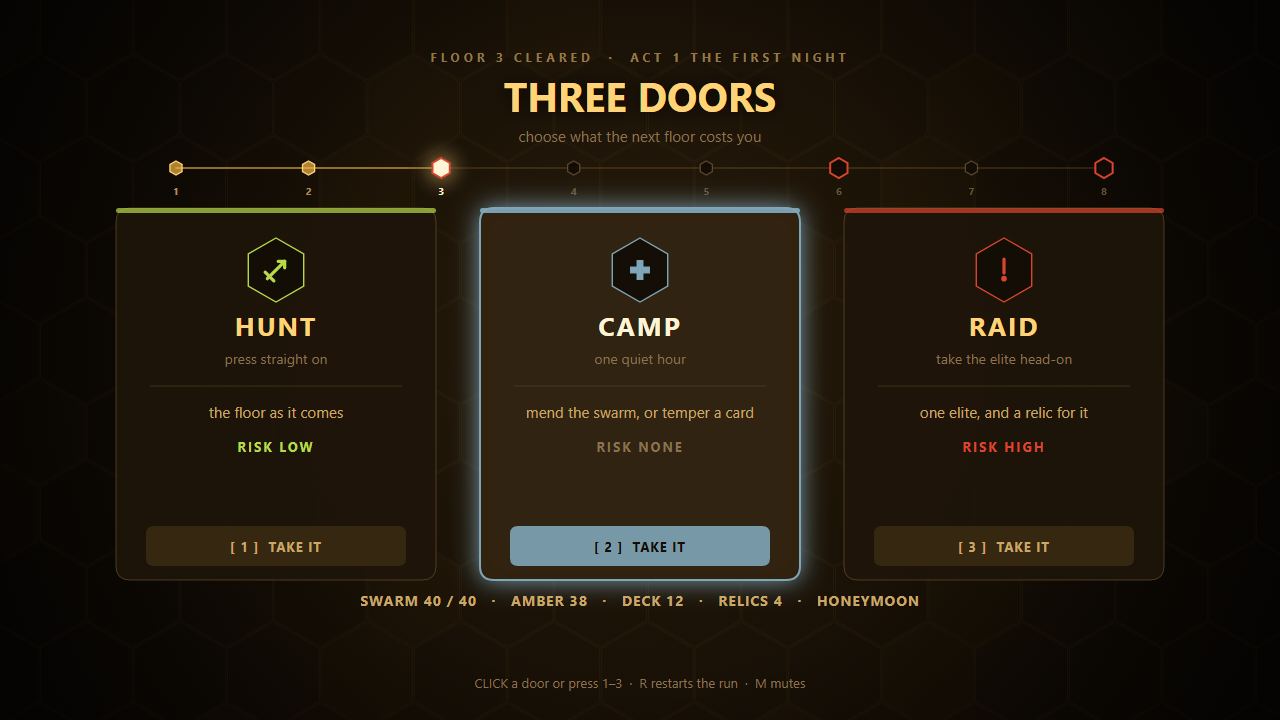 FLOOR 3 CLEARED · ACT 1 THE FIRST NIGHT
THREE DOORS
choose what the next floor costs you
1 2 3 4 5 6 7 8
HUNT
press straight on
the floor as it comes
RISK LOW
[ 1 ] TAKE IT
CAMP
one quiet hour
mend the swarm, or temper a card
RISK NONE
[ 2 ] TAKE IT
RAID
take the elite head-on
one elite, and a relic for it
RISK HIGH
[ 3 ] TAKE IT
SWARM 40 / 40 · AMBER 38 · DECK 12 · RELICS 4 · HONEYMOON
CLICK a door or press 1–3 · R restarts the run · M mutes